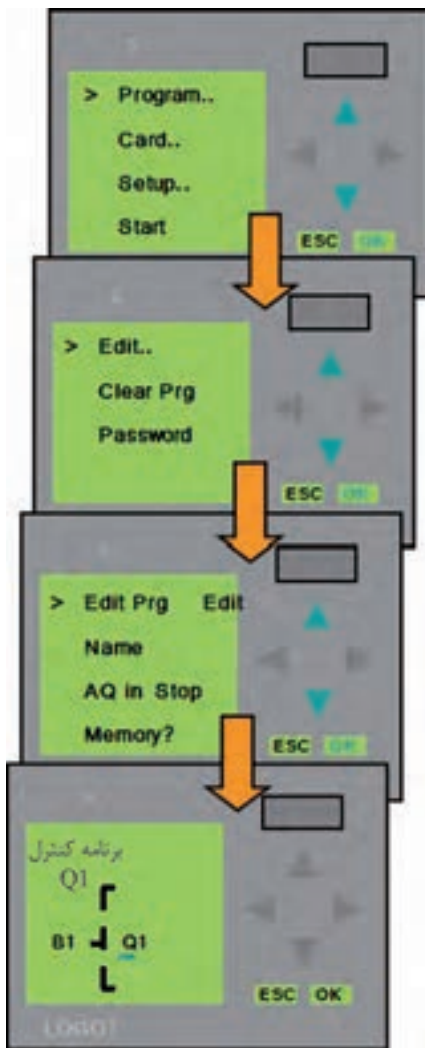 > Program..
Card..
Setup..
Start
ESC OK
> Edit..
Clear Prg
Password
ESC OK
> Edit Prg Edit
Name
AQ in Stop
Memory?
ESC OK
برنامه کنترل
Q1
B1 Q1
ESC OK
LOGO!